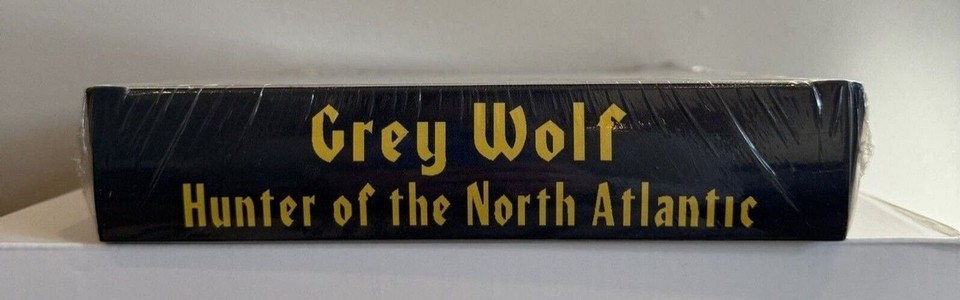 Grey Wolf
Hunter of the North Atlantic